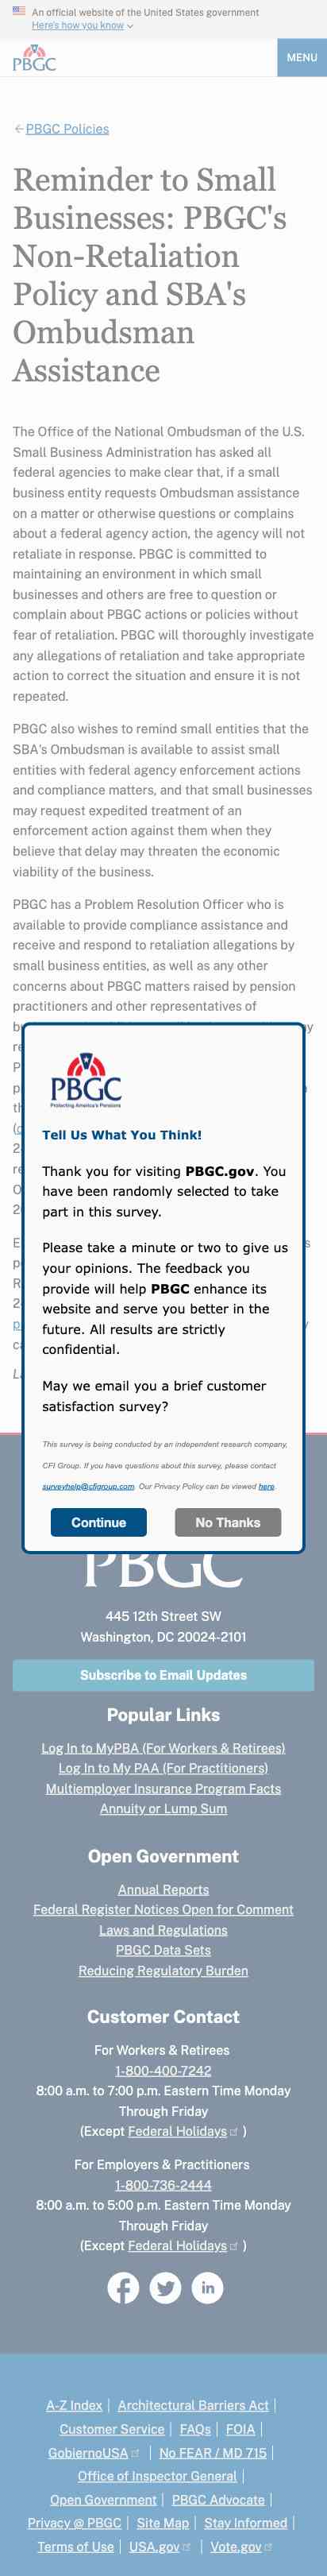 An official website of the United States government
Here's how you know
PBGC
MENU
PBGC Policies
Reminder to Small
Businesses: PBGC's
Non-Retaliation
Policy and SBA's
Ombudsman
Assistance
The Office of the National Ombudsman of the U.S.
Small Business Administration has asked all
federal agencies to make clear that, if a small
business entity requests Ombudsman assistance
on a matter or otherwise questions or complains
about a federal agency action, the agency will not
retaliate in response. PBGC is committed to
maintaining an environment in which small
businesses and others are free to question or
complain about PBGC actions or policies without
fear of retaliation. PBGC will thoroughly investigate
any allegations of retaliation and take appropriate
action to correct the situation and ensure it is not
repeated.
PBGC also wishes to remind small entities that the
SBA's Ombudsman is available to assist small
entities with federal agency enforcement actions
and compliance matters, and that small businesses
may request expedited treatment of an
enforcement action against them when they
believe that delay may threaten the economic
viability of the business.
PBGC has a Problem Resolution Officer who is
available to provide compliance assistance and
receive and respond to retaliation allegations by
small business entities, as well as any other
concerns about PBGC matters raised by pension
practitioners and other representatives of
PBGC
Protecting America's Pensions
Tell Us What You Think!
Thank you for visiting PBGC.gov. You
have been randomly selected to take
part in this survey.
Please take a minute or two to give us
your opinions. The feedback you
provide will help PBGC enhance its
website and serve you better in the
future. All results are strictly
confidential.
May we email you a brief customer
satisfaction survey?
This survey is being conducted by an independent research company,
CFI Group. If you have questions about this survey, please contact
surveyhelp@cfigroup.com. Our Privacy Policy can be viewed here.
Continue No Thanks
PBGC
445 12th Street SW
Washington, DC 20024-2101
Subscribe to Email Updates
Popular Links
Log In to MyPBA (For Workers & Retirees)
Log In to My PAA (For Practitioners)
Multiemployer Insurance Program Facts
Annuity or Lump Sum
Open Government
Annual Reports
Federal Register Notices Open for Comment
Laws and Regulations
PBGC Data Sets
Reducing Regulatory Burden
Customer Contact
For Workers & Retirees
1-800-400-7242
8:00 a.m. to 7:00 p.m. Eastern Time Monday
Through Friday
(Except Federal Holidays )
For Employers & Practitioners
1-800-736-2444
8:00 a.m. to 5:00 p.m. Eastern Time Monday
Through Friday
(Except Federal Holidays )
A-Z Index | Architectural Barriers Act |
Customer Service | FAQs | FOIA |
GobiernoUSA | No FEAR / MD 715 |
Office of Inspector General |
Open Government | PBGC Advocate |
Privacy @ PBGC | Site Map | Stay Informed |
Terms of Use | USA.gov | Vote.gov